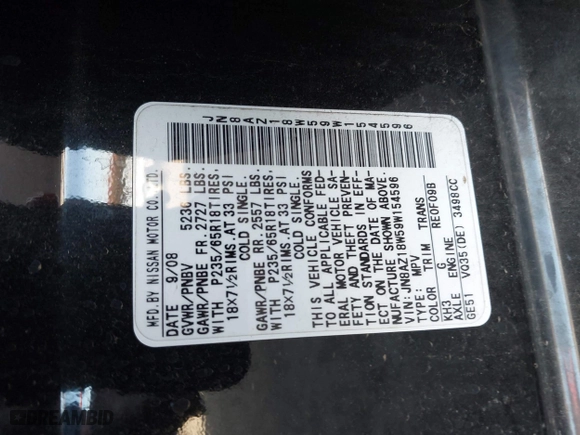 JN8AZ18W59W154596
MFD.BY NISSAN MOTOR CO.,LTD.
DATE 9/08
GVWR/PNBV 5236 LBS.
GAWR/PNBE FR.2727 LBS.
WITH P235/65R18TIRES.
18X7½RIMS.AT 33 PSI
COLD SINGLE.
GAWR/PNBE RR.2557 LBS.
WITH P235/65R18TIRES.
18X7½RIMS.AT 33 PSI
COLD SINGLE.
THIS VEHICLE CONFORMS
TO ALL APPLICABLE FED-
ERAL MOTOR VEHICLE SA-
FETY AND THEFT PREVEN-
TION STANDARDS IN EFF-
ECT ON THE DATE OF MA-
NUFACTURE SHOWN ABOVE.
VIN:JN8AZ18W59W154596
TYPE:MPV
COLOR TRIM TRANS
KH3 G RE0F09B
AXLE ENGINE
GE51 VQ35(DE) 3498CC
DREAMBID